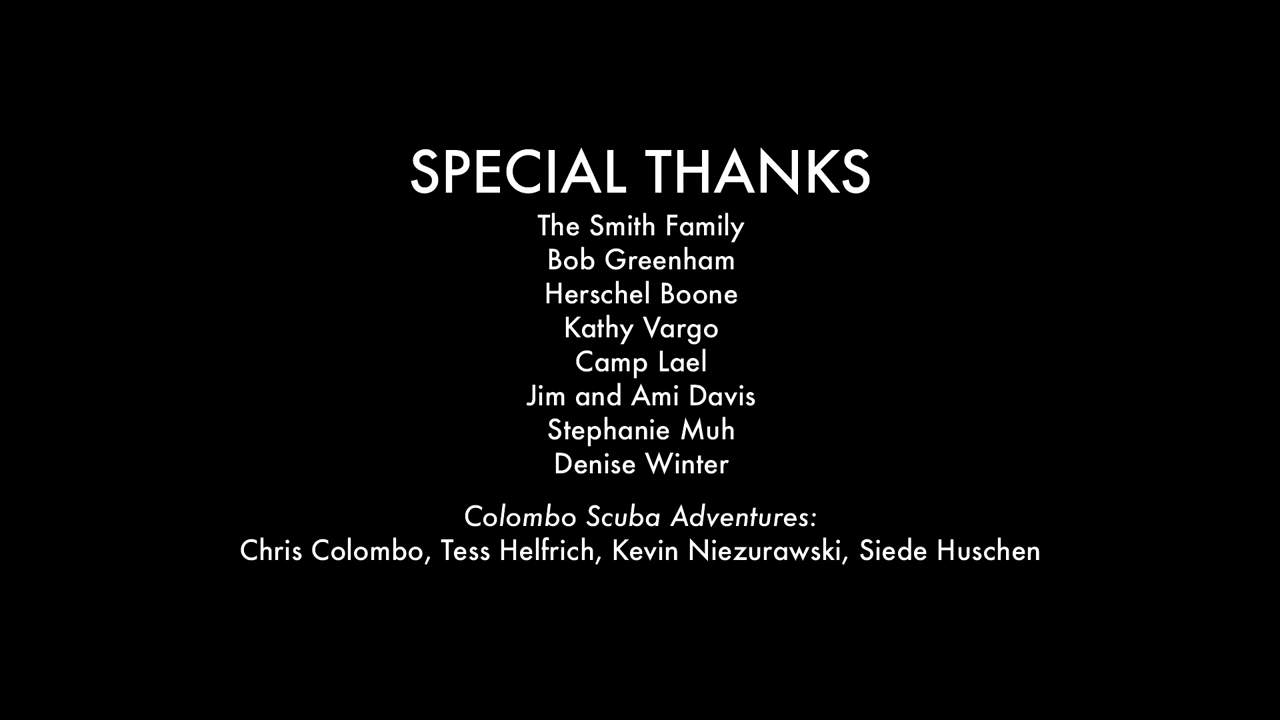 SPECIAL THANKS
The Smith Family
Bob Greenham
Herschel Boone
Kathy Vargo
Camp Lael
Jim and Ami Davis
Stephanie Muh
Denise Winter
Colombo Scuba Adventures:
Chris Colombo, Tess Helfrich, Kevin Niezurawski, Siede Huschen